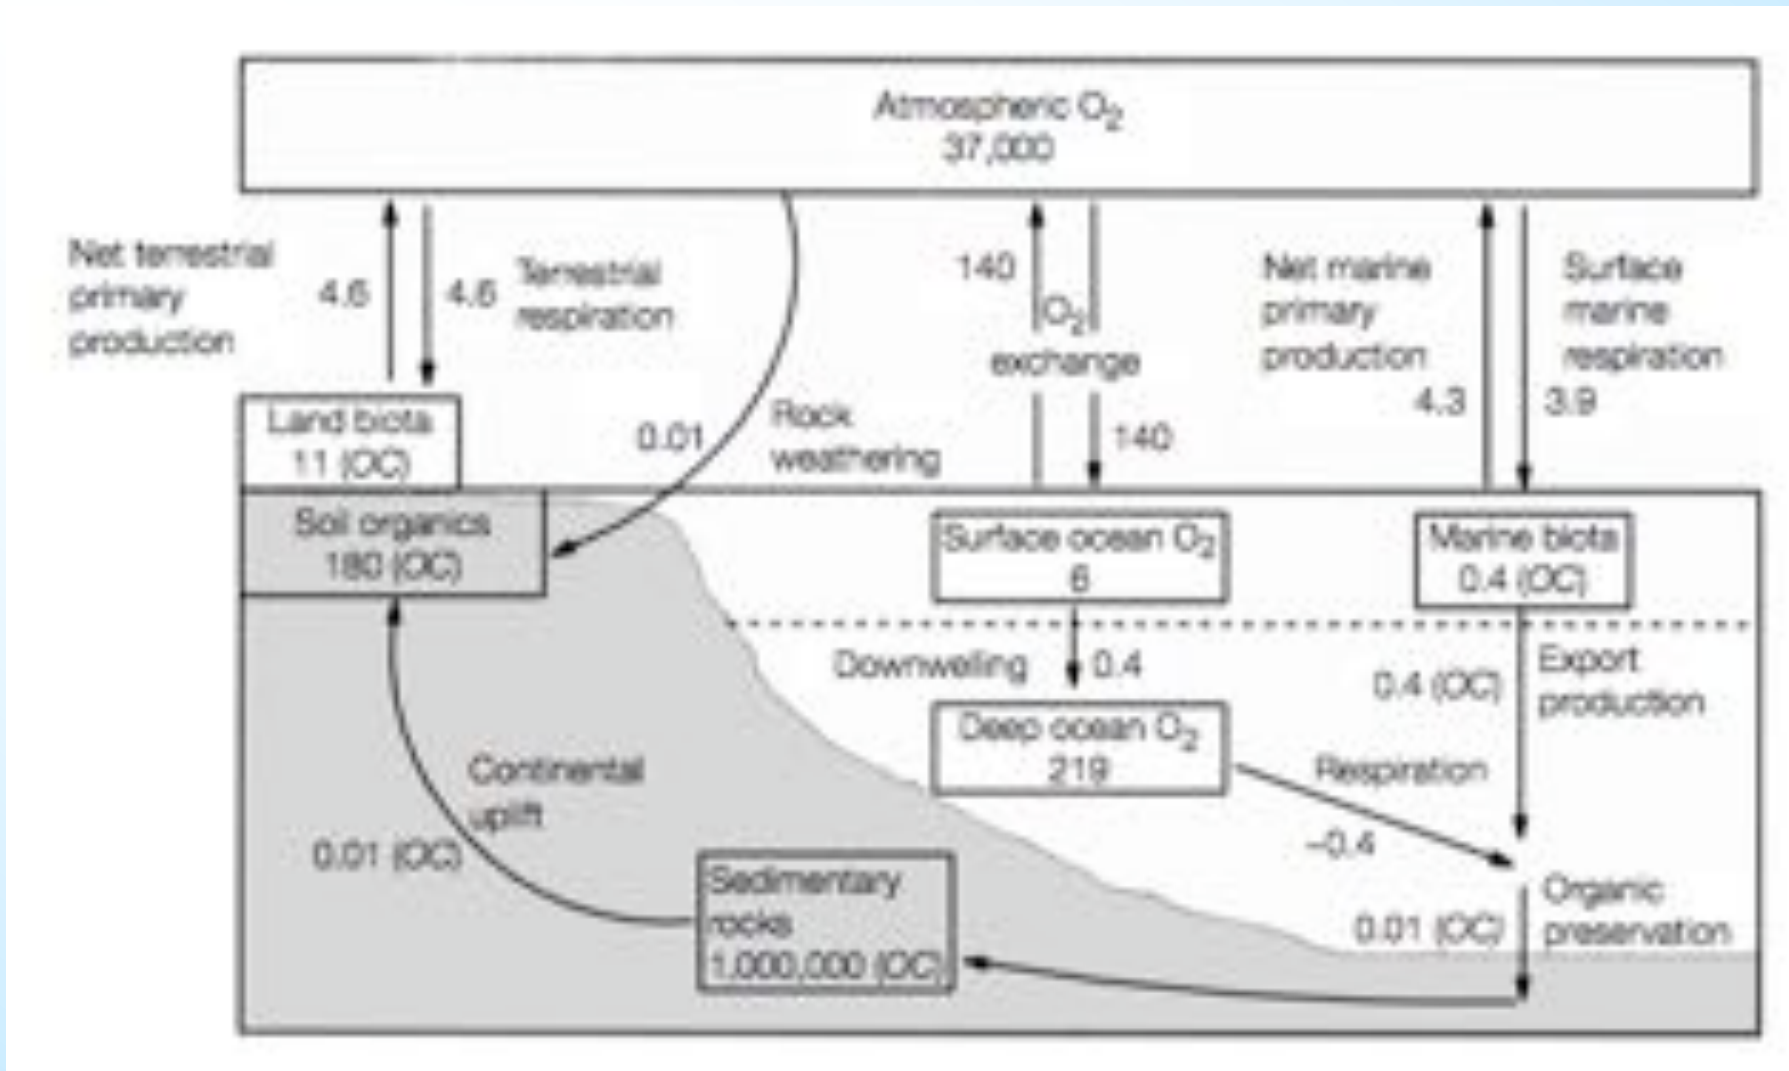 Atmospheric O2
37,000
Net terrestrial
primary
production
4.6
4.6
Terrestrial
respiration
0.01
Rock
weathering
140
O2
exchange
140
Net marine
primary
production
4.3
Surface
marine
respiration
3.9
Land biota
11 (OC)
Soil organics
180 (OC)
Surface ocean O2
6
Marine biota
0.4 (OC)
Downwelling
0.4
0.4 (OC)
Export
production
Deep ocean O2
219
Respiration
–0.4
Continental
uplift
0.01 (OC)
Sedimentary
rocks
1,000,000 (OC)
0.01 (OC)
Organic
preservation